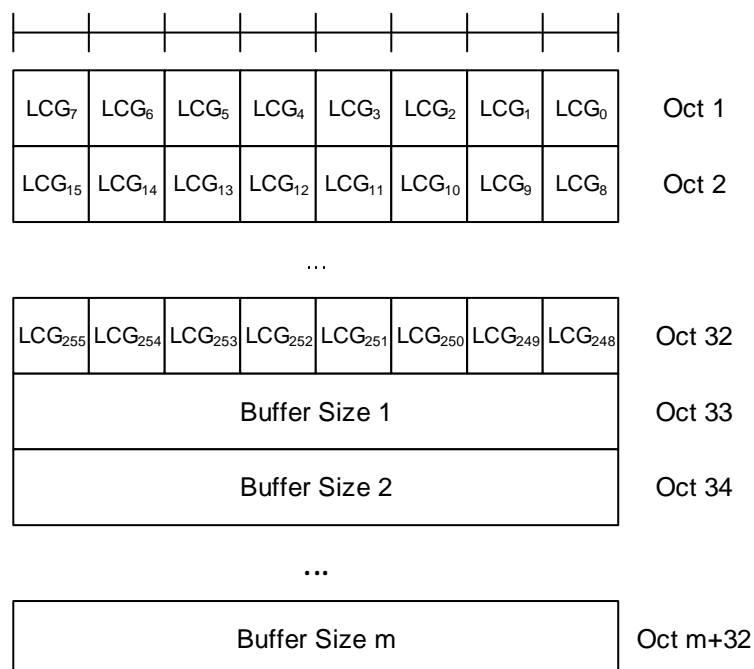 LCG7 LCG6 LCG5 LCG4 LCG3 LCG2 LCG1 LCG0 Oct 1
LCG15 LCG14 LCG13 LCG12 LCG11 LCG10 LCG9 LCG8 Oct 2
...
LCG255 LCG254 LCG253 LCG252 LCG251 LCG250 LCG249 LCG248 Oct 32
Buffer Size 1 Oct 33
Buffer Size 2 Oct 34
...
Buffer Size m Oct m+32